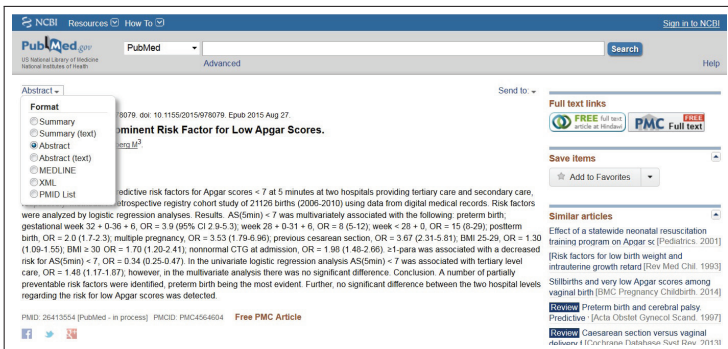 NCBI Resources How To Sign in to NCBI
PubMed.gov PubMed Search
US National Library of Medicine
National Institutes of Health
Advanced Help
Abstract Send to:
Format
Summary
Summary (text)
Abstract
Abstract (text)
MEDLINE
XML
PMID List
78079. doi: 10.1155/2015/978079. Epub 2015 Aug 27.
ominent Risk Factor for Low Apgar Scores.
berg M3.
edictive risk factors for Apgar scores < 7 at 5 minutes at two hospitals providing tertiary care and secondary care,
etrospective registry cohort study of 21126 births (2006-2010) using data from digital medical records. Risk factors
were analyzed by logistic regression analyses. Results. AS(5min) < 7 was multivariately associated with the following: preterm birth;
gestational week 32 + 0-36 + 6, OR = 3.9 (95% CI 2.9-5.3); week 28 + 0-31 + 6, OR = 8 (5-12); week < 28 + 0, OR = 15 (8-29); postterm
birth, OR = 2.0 (1.7-2.3); multiple pregnancy, OR = 3.53 (1.79-6.96); previous cesarean section, OR = 3.67 (2.31-5.81); BMI 25-29, OR = 1.30
(1.09-1.55); BMI ≥ 30 OR = 1.70 (1.20-2.41); nonnormal CTG at admission, OR = 1.98 (1.48-2.66). ≥1-para was associated with a decreased
risk for AS(5min) < 7, OR = 0.34 (0.25-0.47). In the univariate logistic regression analysis AS(5min) < 7 was associated with tertiary level
care, OR = 1.48 (1.17-1.87); however, in the multivariate analysis there was no significant difference. Conclusion. A number of partially
preventable risk factors were identified, preterm birth being the most evident. Further, no significant difference between the two hospital levels
regarding the risk for low Apgar scores was detected.
PMID: 26413554 [PubMed - in process] PMCID: PMC4564604 Free PMC Article
Full text links
FREE full text
article at Hindawi
PMC FREE
Full text
Save items
Add to Favorites
Similar articles
Effect of a statewide neonatal resuscitation
training program on Apgar sc [Pediatrics. 2001]
[Risk factors for low birth weight and
intrauterine growth retard [Rev Med Chil. 1993]
Stillbirths and very low Apgar scores among
vaginal birth [BMC Pregnancy Childbirth. 2014]
Review Preterm birth and cerebral palsy.
Predictive [Acta Obstet Gynecol Scand. 1997]
Review Caesarean section versus vaginal
delivery f [Cochrane Database Syst Rev. 2013]